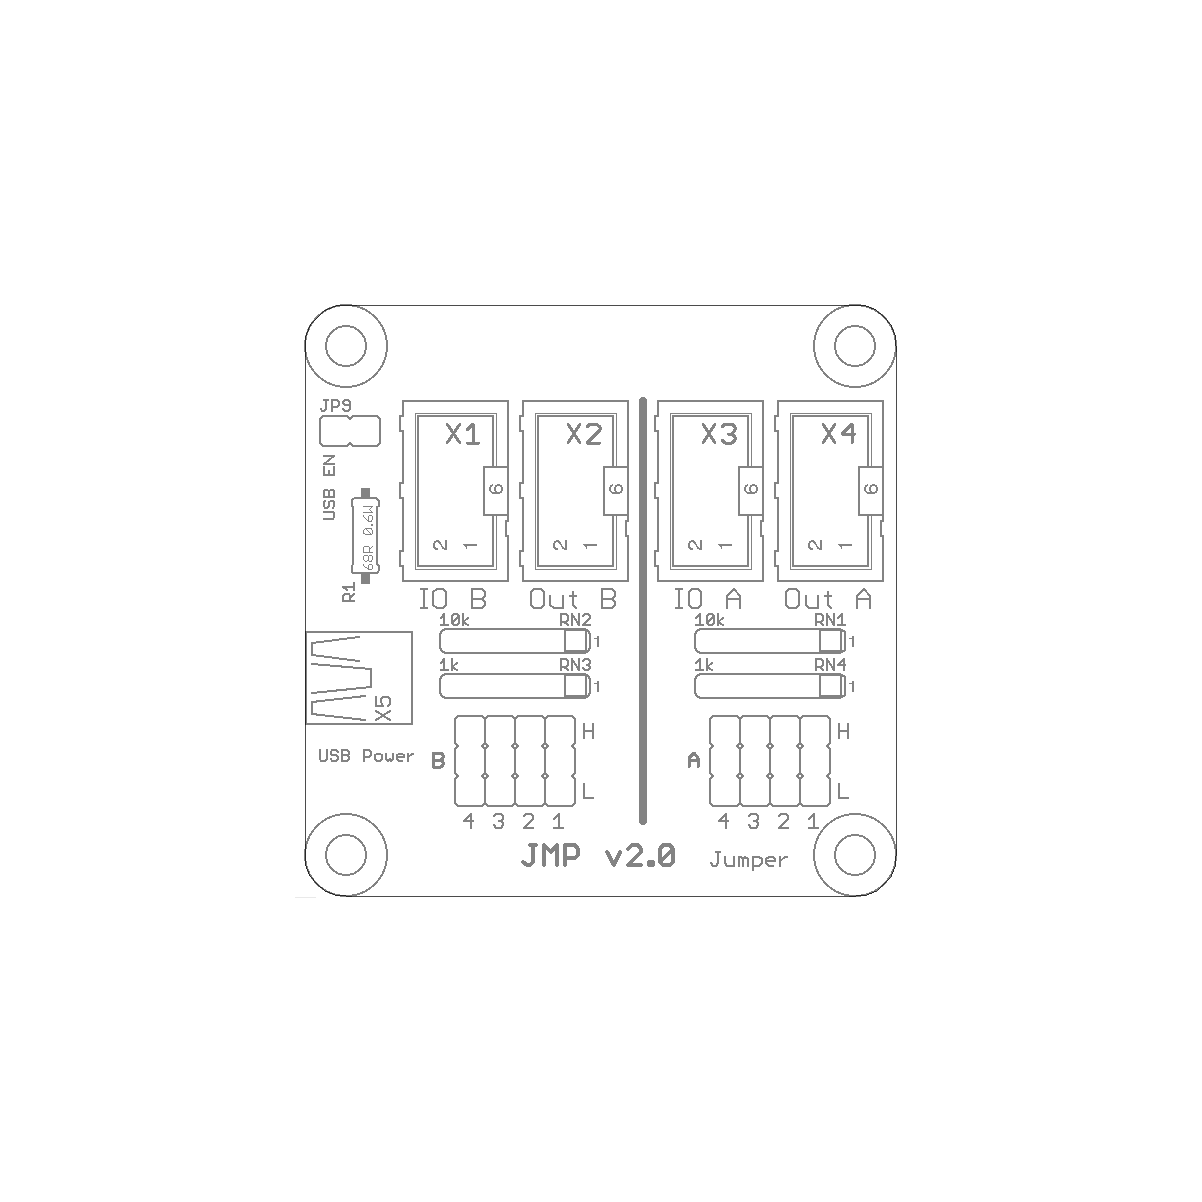 JP9
X1 X2 X3 X4
USB EN
6 6 6 6
68R 0.6W
2 1 2 1 2 1 2 1
R1
IO B Out B IO A Out A
10k RN2 1 10k RN1 1
1k RN3 1 1k RN4 1
X5
H H
USB Power B A
L L
4 3 2 1 4 3 2 1
JMP v2.0 Jumper